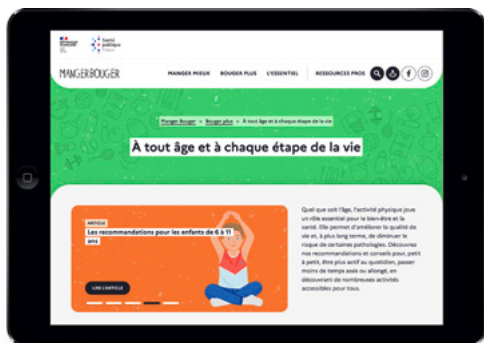 RÉPUBLIQUE
FRANÇAISE
Santé
publique
France
MANGERBOUGER
MANGER MIEUX BOUGER PLUS L'ESSENTIEL RESSOURCES PROS
Manger Bouger > Bouger plus > À tout âge et à chaque étape de la vie
À tout âge et à chaque étape de la vie
ARTICLE
Les recommandations pour les enfants de 6 à 11
ans
LIRE L'ARTICLE
Quel que soit l'âge, l'activité physique joue
un rôle essentiel pour le bien-être et la
santé. Elle permet d'améliorer la qualité de
vie et, à plus long terme, de diminuer le
risque de certaines pathologies. Découvrez
nos recommandations et conseils pour, petit
à petit, être plus actif au quotidien, passer
moins de temps assis ou allongé, en
découvrant de nombreuses activités
accessibles pour tous.